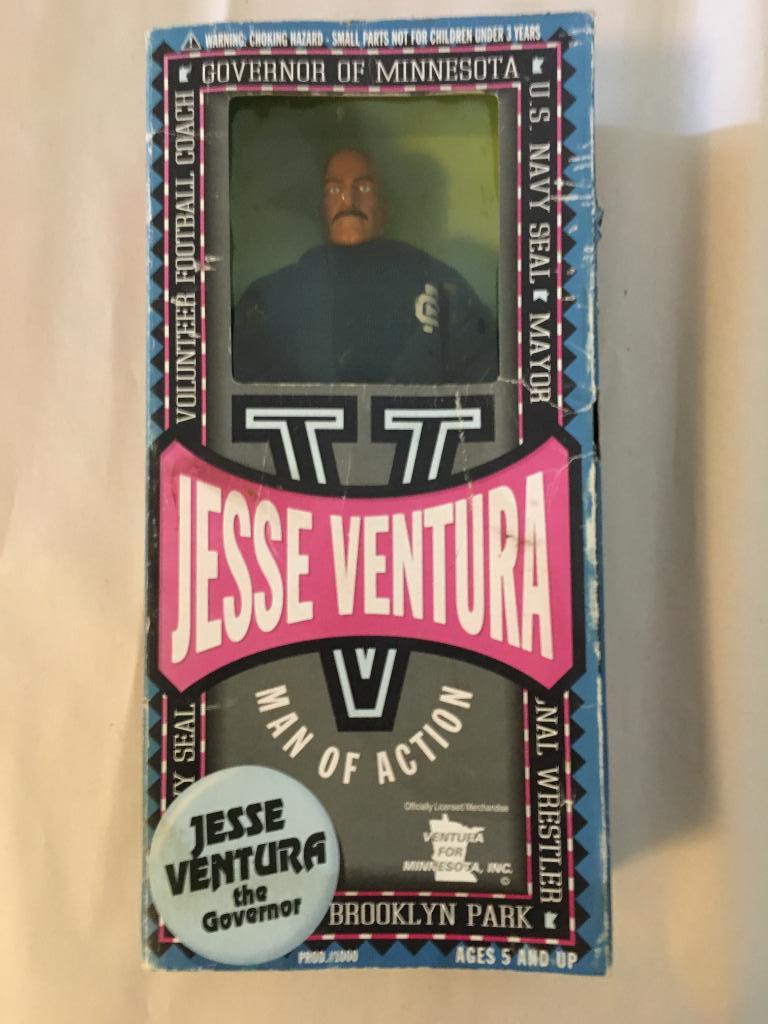 WARNING: CHOKING HAZARD - SMALL PARTS NOT FOR CHILDREN UNDER 3 YEARS
GOVERNOR OF MINNESOTA
VOLUNTEER FOOTBALL COACH
U.S. NAVY SEAL MAYOR
V
JESSE VENTURA
MAN OF ACTION
Y SEAL
NAL WRESTLER
Officially Licensed Merchandise
VENTURA
FOR
MINNESOTA, INC.
©
JESSE
VENTURA
the
Governor
BROOKLYN PARK
PROD.#1000
AGES 5 AND UP